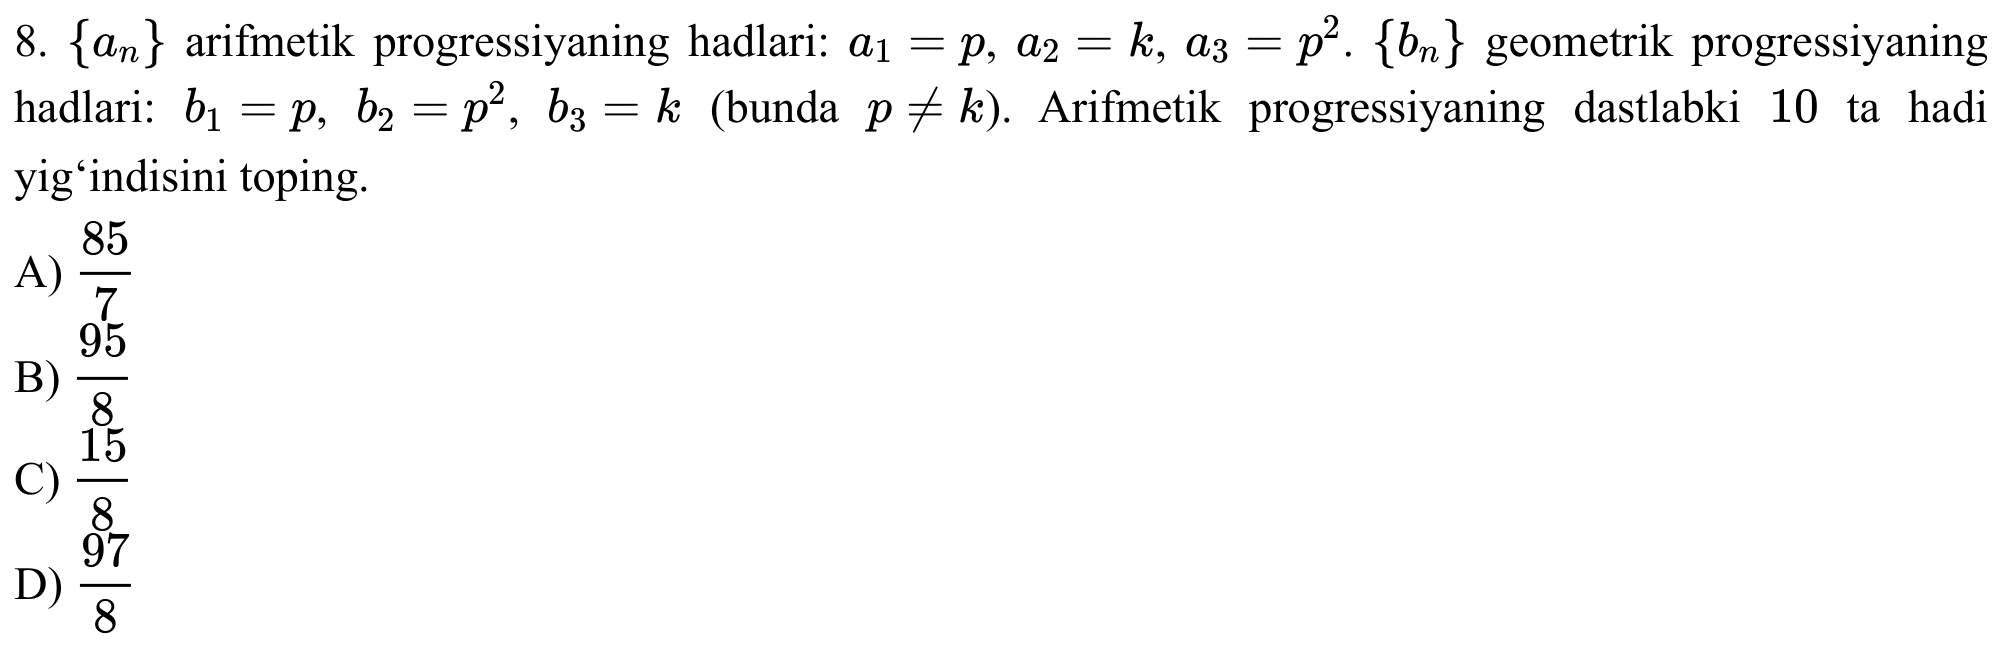 8. {aₙ} arifmetik progressiyaning hadlari: a₁ = p, a₂ = k, a₃ = p². {bₙ} geometrik progressiyaning
hadlari: b₁ = p, b₂ = p², b₃ = k (bunda p ≠ k). Arifmetik progressiyaning dastlabki 10 ta hadi
yig‘indisini toping.
A) 85/7
B) 95/8
C) 15/8
D) 97/8